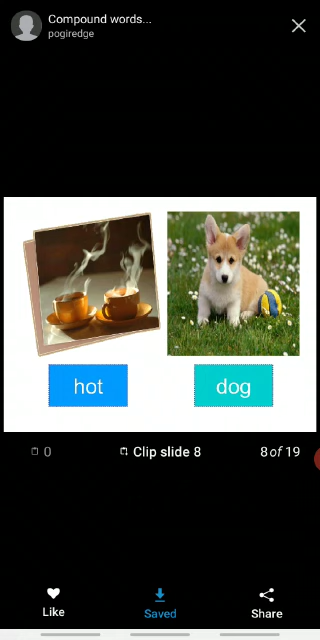 Compound words...
pogiredge
hot
dog
0
Clip slide 8
8 of 19
Like
Saved
Share